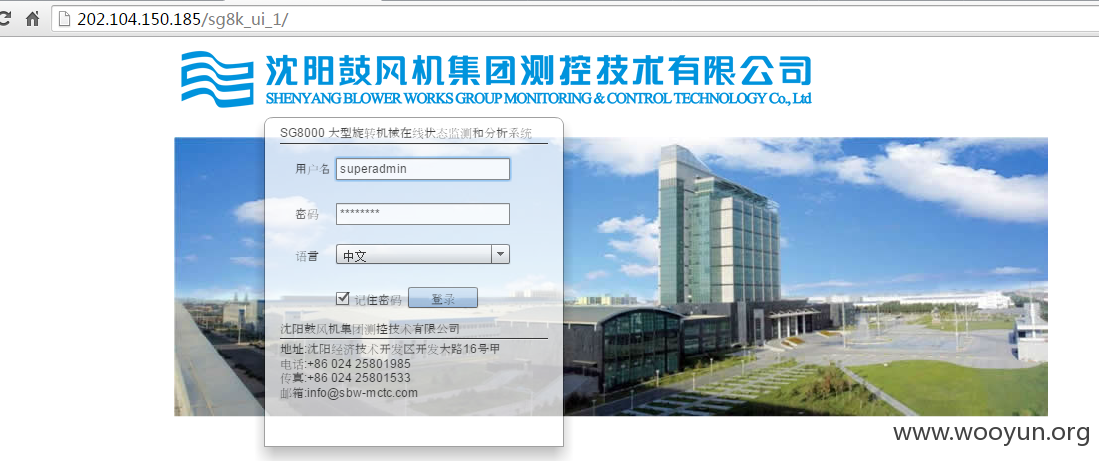 202.104.150.185/sg8k_ui_1/
沈阳鼓风机集团测控技术有限公司
SHENYANG BLOWER WORKS GROUP MONITORING & CONTROL TECHNOLOGY Co., Ltd
SG8000 大型旋转机械在线状态监测和分析系统
用户名 superadmin
密码 ********
语言 中文
记住密码 登录
沈阳鼓风机集团测控技术有限公司
地址:沈阳经济技术开发区开发大路16号甲
电话:+86 024 25801985
传真:+86 024 25801533
邮箱:info@sbw-mctc.com
www.wooyun.org